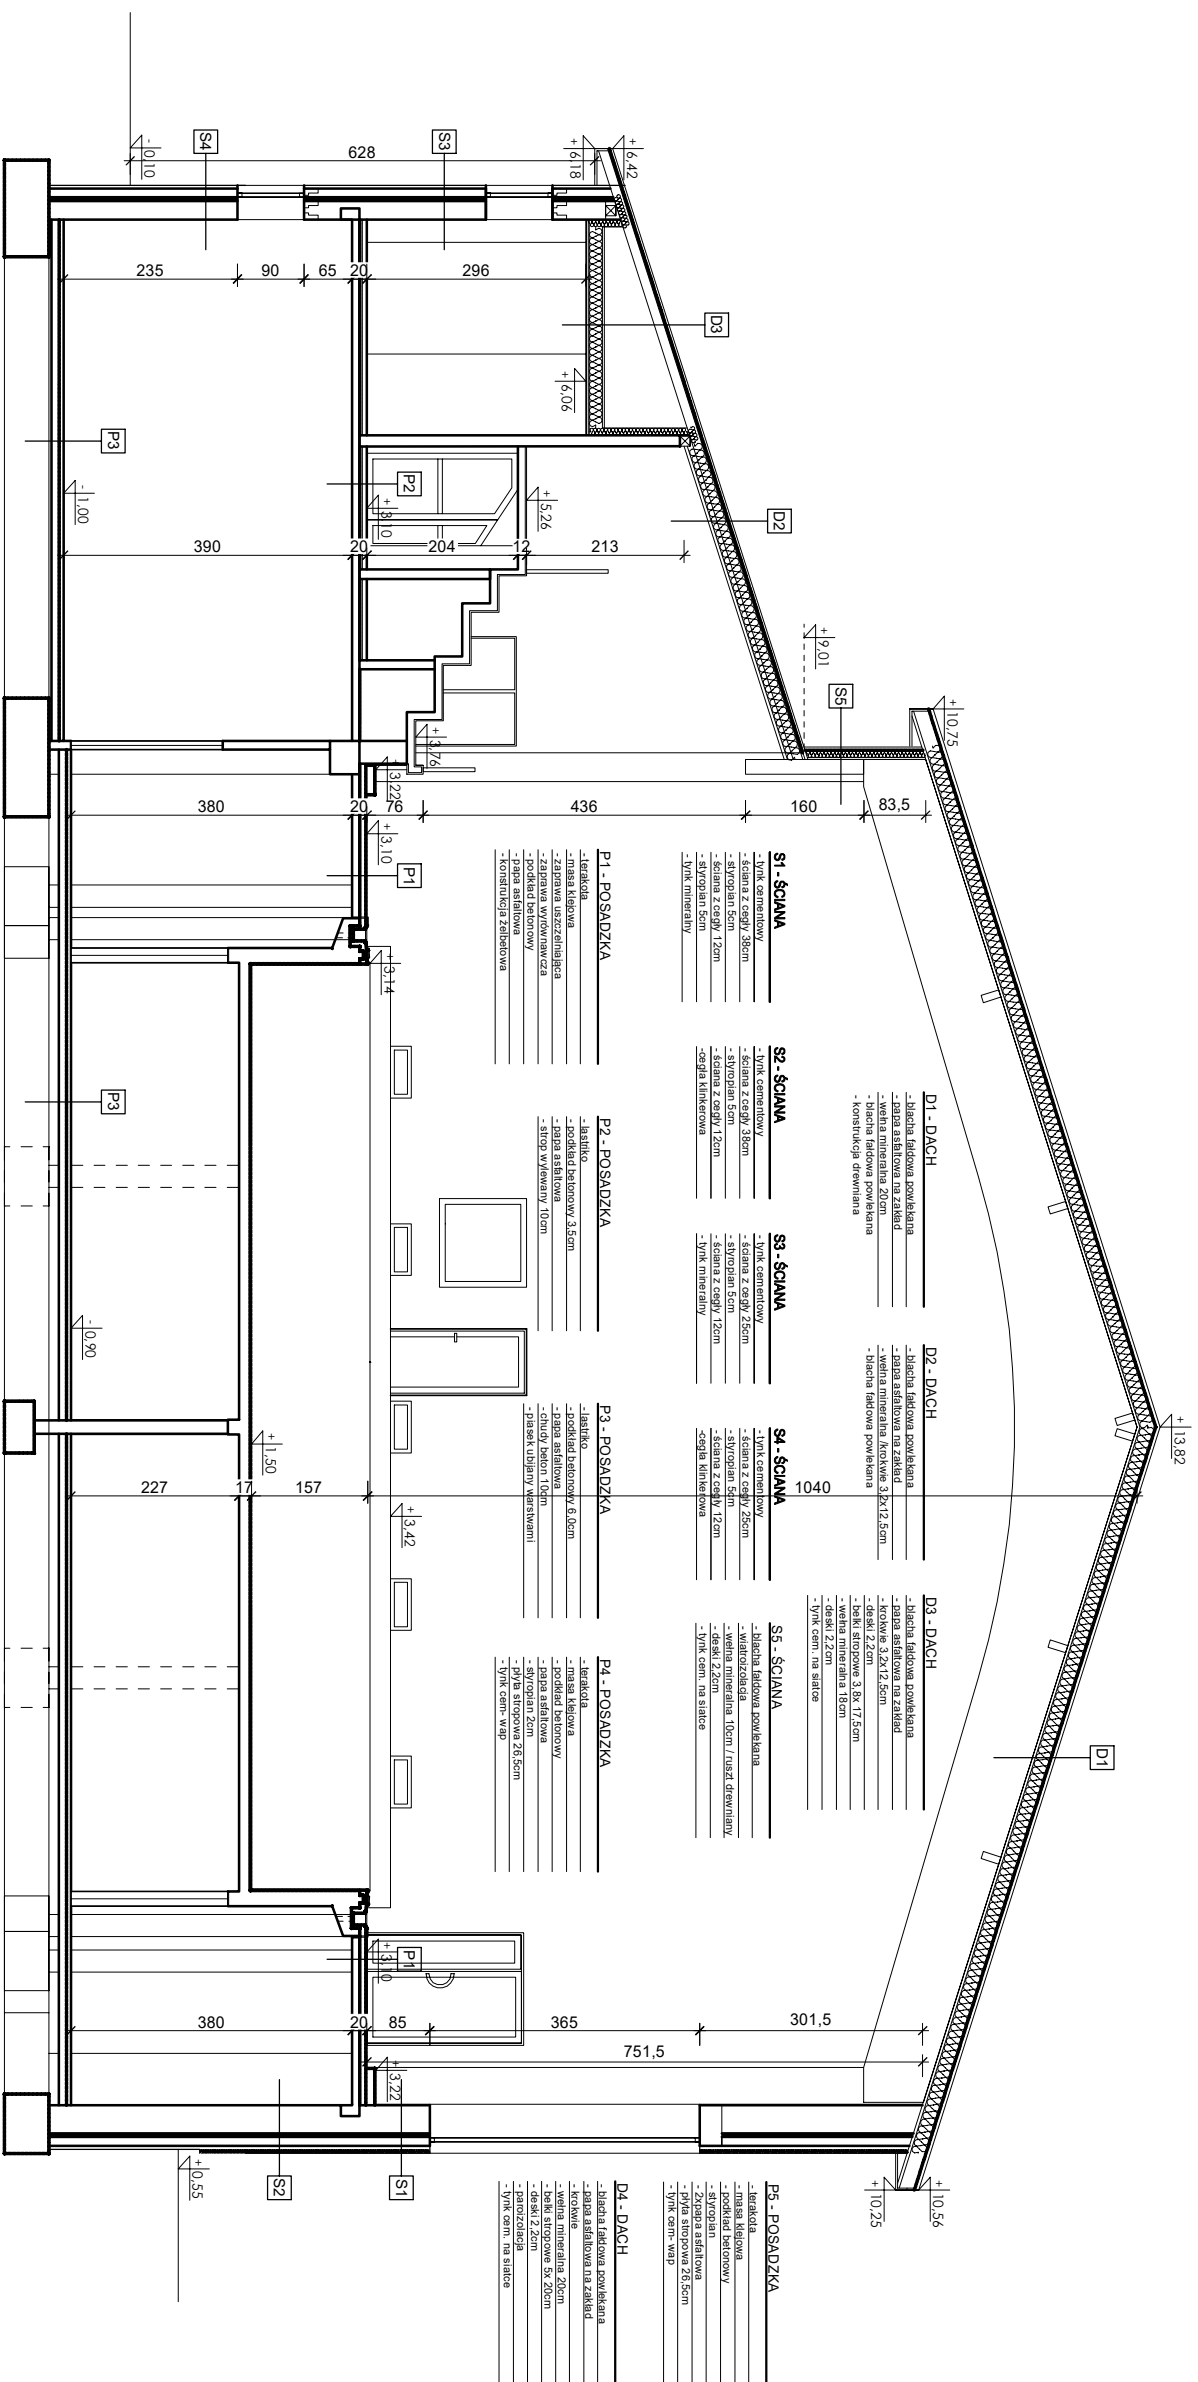 + 13,82
+ 10,75
+ 10,56
+ 10,25
+ 9,01
+ 6,42
+ 6,18
+ 6,06
+ 5,26
+ 3,76
+ 3,22
+ 3,10
+ 3,10
+ 3,14
+ 3,42
+ 1,50
+ 3,10
+ 3,22
+ 0,55
- 0,10
- 1,00
- 0,90
D1
D2
D3
S5
S3
S4
S1
S2
P1
P1
P2
P3
P3
628
235
90
65
20
296
390
20
204
12
213
380
20
76
436
160
83,5
227
17
157
1040
380
20
85
365
301,5
751,5
D1 - DACH
- blacha fałdowa powlekana
- papa asfaltowa na zakład
- wełna mineralna 20cm
- blacha fałdowa powlekana
- konstrukcja drewniana
D2 - DACH
- blacha fałdowa powlekana
- papa asfaltowa na zakład
- wełna mineralna /krokwie 3,2x12,5cm
- blacha fałdowa powlekana
D3 - DACH
- blacha fałdowa powlekana
- papa asfaltowa na zakład
- krokwie 3,2x12,5cm
- deski 2,2cm
- belki stropowe 3,8x 17,5cm
- wełna mineralna 18cm
- deski 2,2cm
- tynk cem. na siatce
S1 - ŚCIANA
- tynk cementowy
- ściana z cegły 38cm
- styropian 5cm
- ściana z cegły 12cm
- styropian 5cm
- tynk mineralny
S2 - ŚCIANA
- tynk cementowy
- ściana z cegły 38cm
- styropian 5cm
- ściana z cegły 12cm
-cegła klinkierowa
S3 - ŚCIANA
- tynk cementowy
- ściana z cegły 25cm
- styropian 5cm
- ściana z cegły 12cm
- tynk mineralny
S4 - ŚCIANA
- tynk cementowy
- ściana z cegły 25cm
- styropian 5cm
- ściana z cegły 12cm
-cegła klinkierowa
S5 - ŚCIANA
- blacha fałdowa powlekana
- wiatroizolacja
- wełna mineralna 10cm / ruszt drewniany
- deski 2,2cm
- tynk cem. na siatce
P1 - POSADZKA
- terakota
- masa klejowa
- zaprawa uszczelniająca
- zaprawa wyrównawcza
- podkład betonowy
- papa asfaltowa
- konstrukcja żelbetowa
P2 - POSADZKA
- lastriko
- podkład betonowy 3,5cm
- papa asfaltowa
- strop wylewany 10cm
P3 - POSADZKA
- lastriko
- podkład betonowy 6,0cm
- papa asfaltowa
- chudy beton 10cm
- piasek ubijany warstwami
P4 - POSADZKA
- terakota
- masa klejowa
- podkład betonowy
- papa asfaltowa
- styropian 2cm
- płyta stropowa 26,5cm
- tynk cem- wap
P5 - POSADZKA
- terakota
- masa klejowa
- podkład betonowy
- styropian
- 2xpapa asfaltowa
- płyta stropowa 26,5cm
- tynk cem- wap
D4 - DACH
- blacha fałdowa powlekana
- papa asfaltowa na zakład
- krokwie
- wełna mineralna 20cm
- belki stropowe 5x 20cm
- deski 2,2cm
- paroizolacja
- tynk cem. na siatce